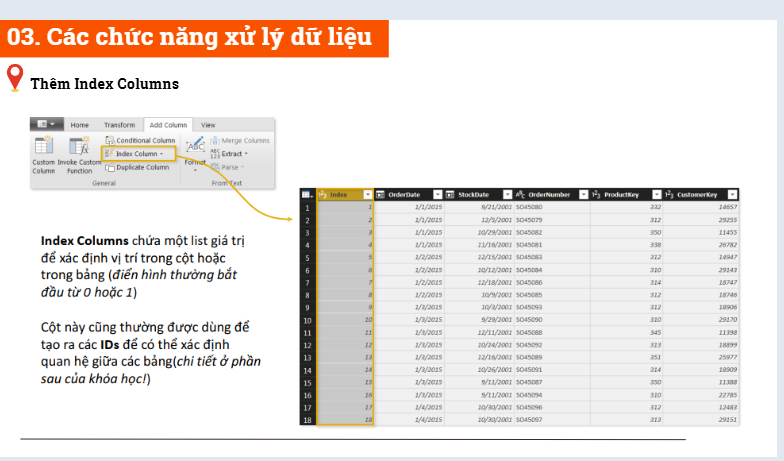 03. Các chức năng xử lý dữ liệu
Thêm Index Columns
Home Transform Add Column View
Conditional Column
Index Column
Duplicate Column
Custom Column
Invoke Custom Function
General
ABC
Format
Merge Columns
ABC 123 Extract
abc Parse
From Text
Index Columns chứa một list giá trị
để xác định vị trí trong cột hoặc
trong bảng (điển hình thường bắt
đầu từ 0 hoặc 1)
Cột này cũng thường được dùng để
tạo ra các IDs để có thể xác định
quan hệ giữa các bảng(chi tiết ở phần
sau của khóa học!)
Index OrderDate StockDate OrderNumber ProductKey CustomerKey
1 1 1/1/2015 9/21/2001 SO45080 332 14657
2 2 1/1/2015 12/5/2001 SO45079 312 29255
3 3 1/1/2015 10/29/2001 SO45082 350 11455
4 4 1/1/2015 11/16/2001 SO45081 338 26782
5 5 1/2/2015 12/15/2001 SO45083 312 14947
6 6 1/2/2015 10/12/2001 SO45084 310 29143
7 7 1/2/2015 12/18/2001 SO45086 314 18747
8 8 1/2/2015 10/9/2001 SO45085 312 18746
9 9 1/3/2015 10/3/2001 SO45093 312 18906
10 10 1/3/2015 9/29/2001 SO45090 310 29170
11 11 1/3/2015 12/11/2001 SO45088 345 11398
12 12 1/3/2015 10/24/2001 SO45092 313 18899
13 13 1/3/2015 12/16/2001 SO45089 351 25977
14 14 1/3/2015 10/26/2001 SO45091 314 18909
15 15 1/3/2015 9/11/2001 SO45087 350 11388
16 16 1/3/2015 9/11/2001 SO45094 310 22785
17 17 1/4/2015 10/30/2001 SO45096 312 12483
18 18 1/4/2015 10/30/2001 SO45097 313 29151